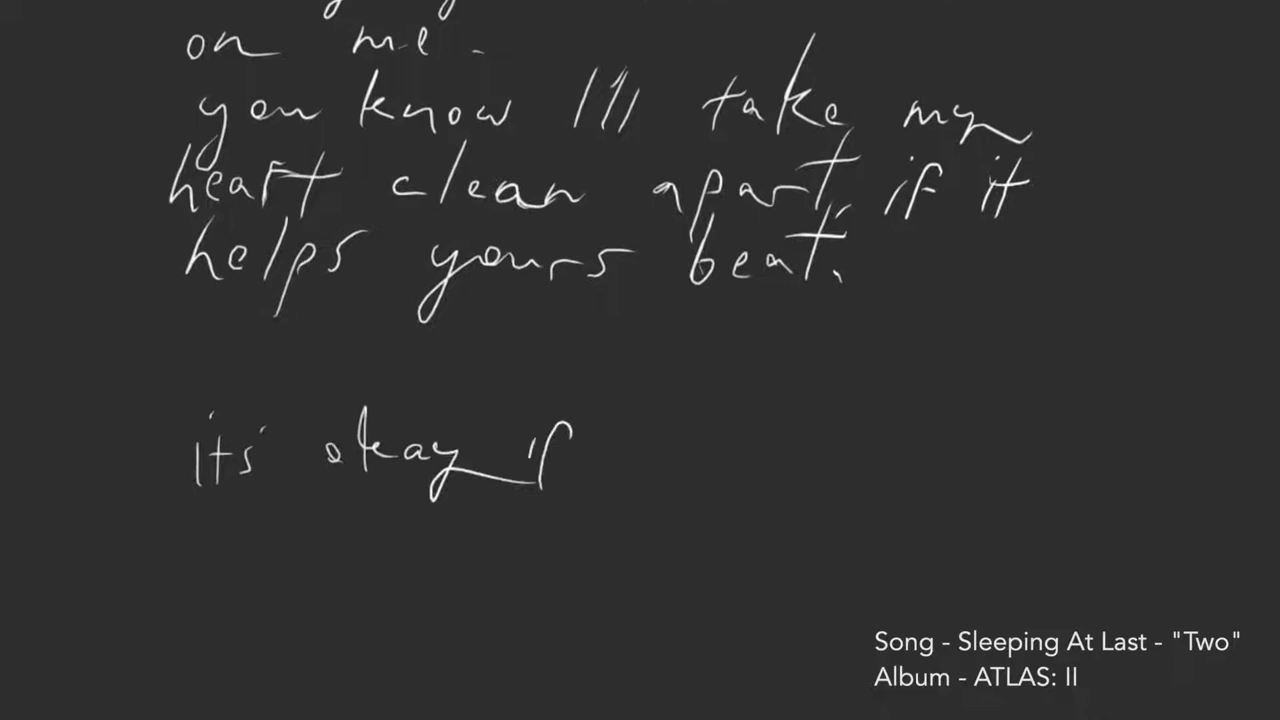 on me.
you know I'll take my
heart clean apart, if it
helps yours beat.
it's okay if
Song - Sleeping At Last - "Two"
Album - ATLAS: II